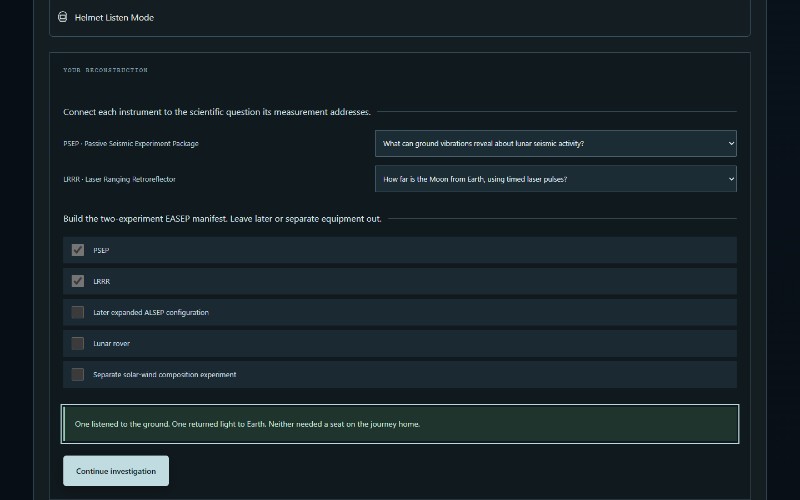 Helmet Listen Mode
YOUR RECONSTRUCTION
Connect each instrument to the scientific question its measurement addresses.
PSEP · Passive Seismic Experiment Package
What can ground vibrations reveal about lunar seismic activity?
LRRR · Laser Ranging Retroreflector
How far is the Moon from Earth, using timed laser pulses?
Build the two-experiment EASEP manifest. Leave later or separate equipment out.
PSEP
LRRR
Later expanded ALSEP configuration
Lunar rover
Separate solar-wind composition experiment
One listened to the ground. One returned light to Earth. Neither needed a seat on the journey home.
Continue investigation